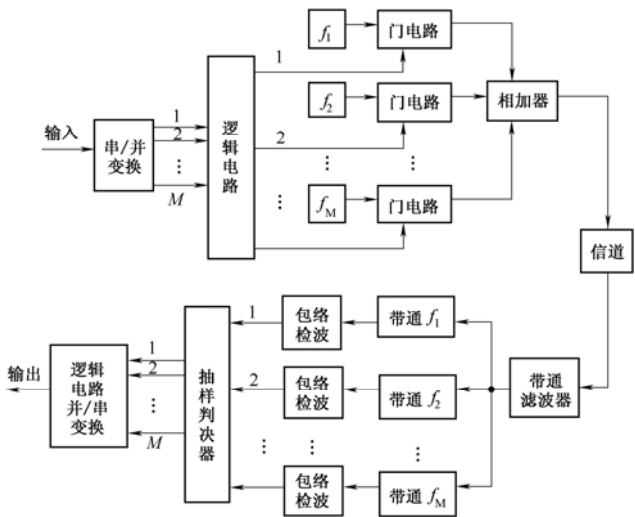 输入
串/并
变换
1
2
⋯
M
逻辑电路
1
2
⋯
f₁
门电路
f₂
门电路
⋯
⋯
f_M
门电路
相加器
信道
带通
滤波器
带通 f₁
带通 f₂
⋯
带通 f_M
包络
检波
包络
检波
⋯
包络
检波
1
2
抽样判决器
1
2
⋯
M
逻辑
电路
并/串
变换
输出